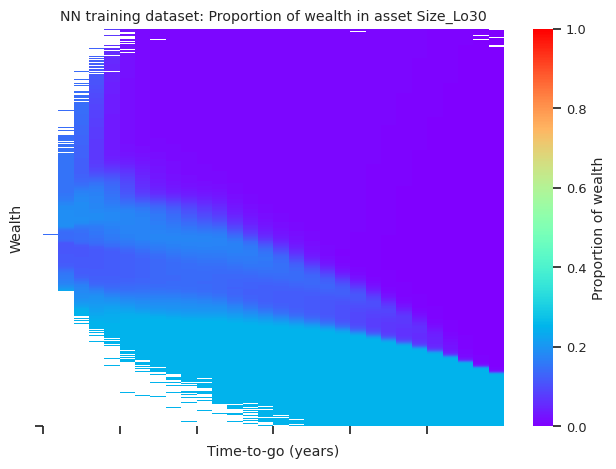 NN training dataset: Proportion of wealth in asset Size_Lo30
Wealth
Time-to-go (years)
1.0
0.8
0.6
0.4
0.2
0.0
Proportion of wealth